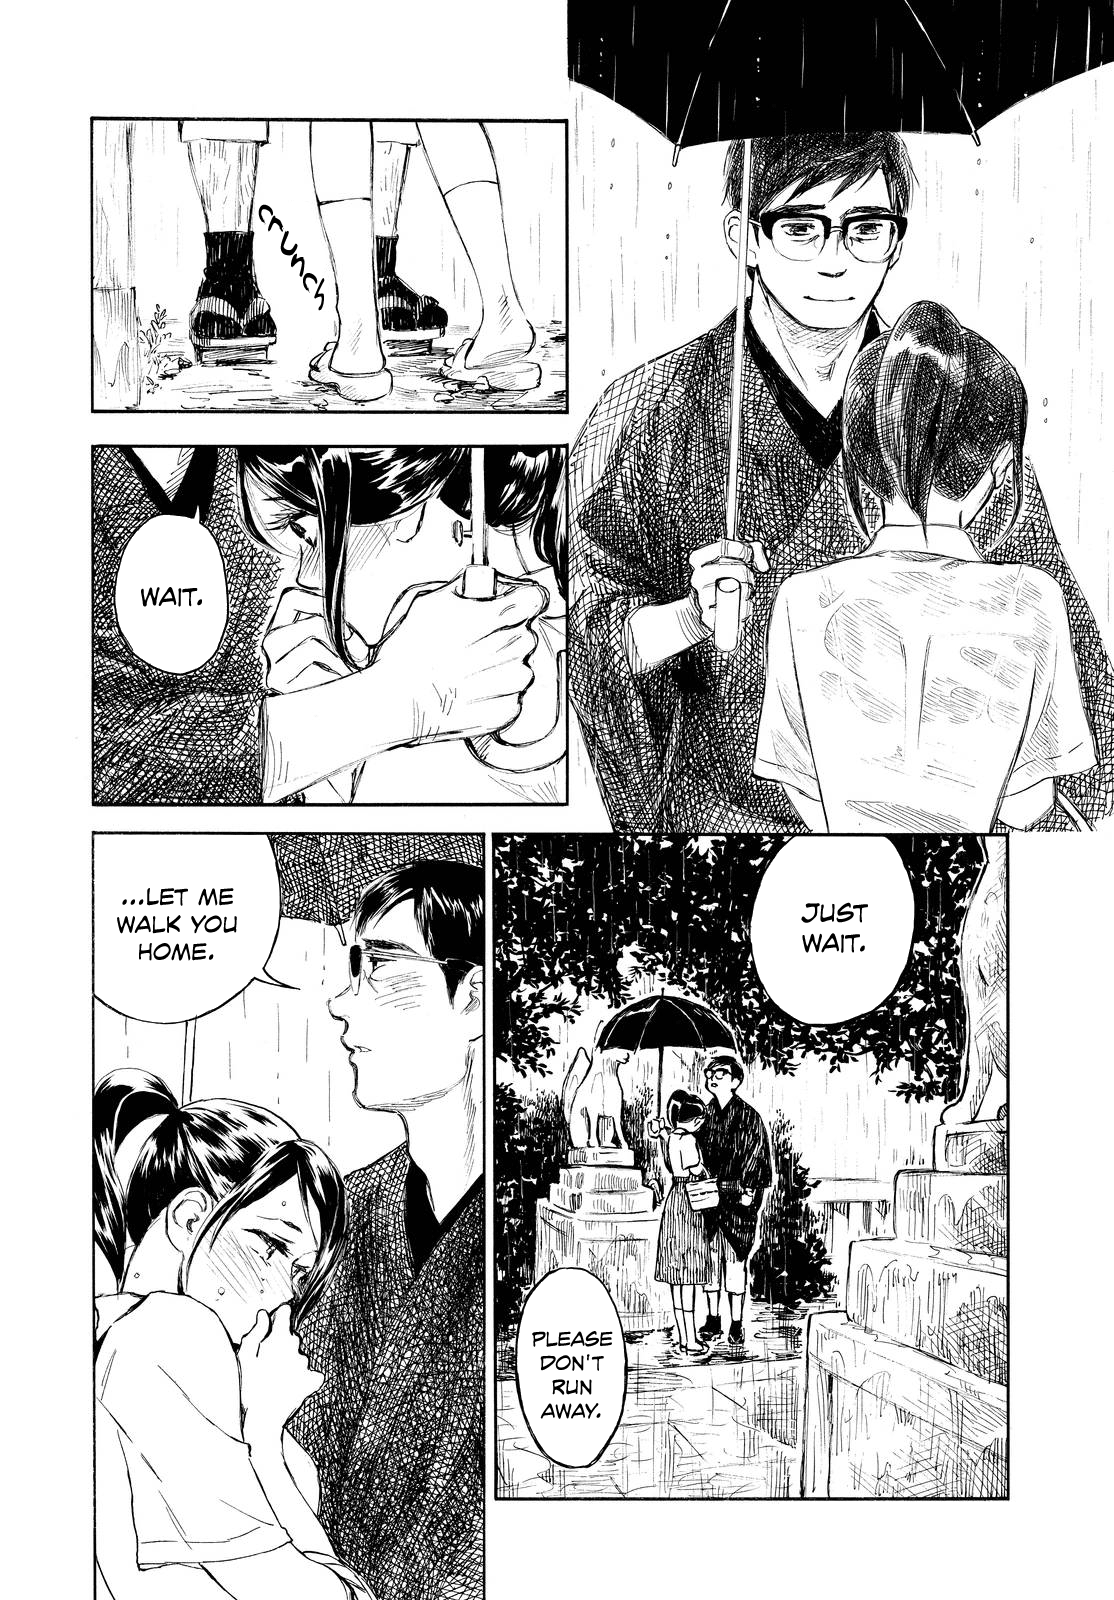 crunch
WAIT.
JUST
WAIT.
PLEASE
DON'T
RUN
AWAY.
...LET ME
WALK YOU
HOME.